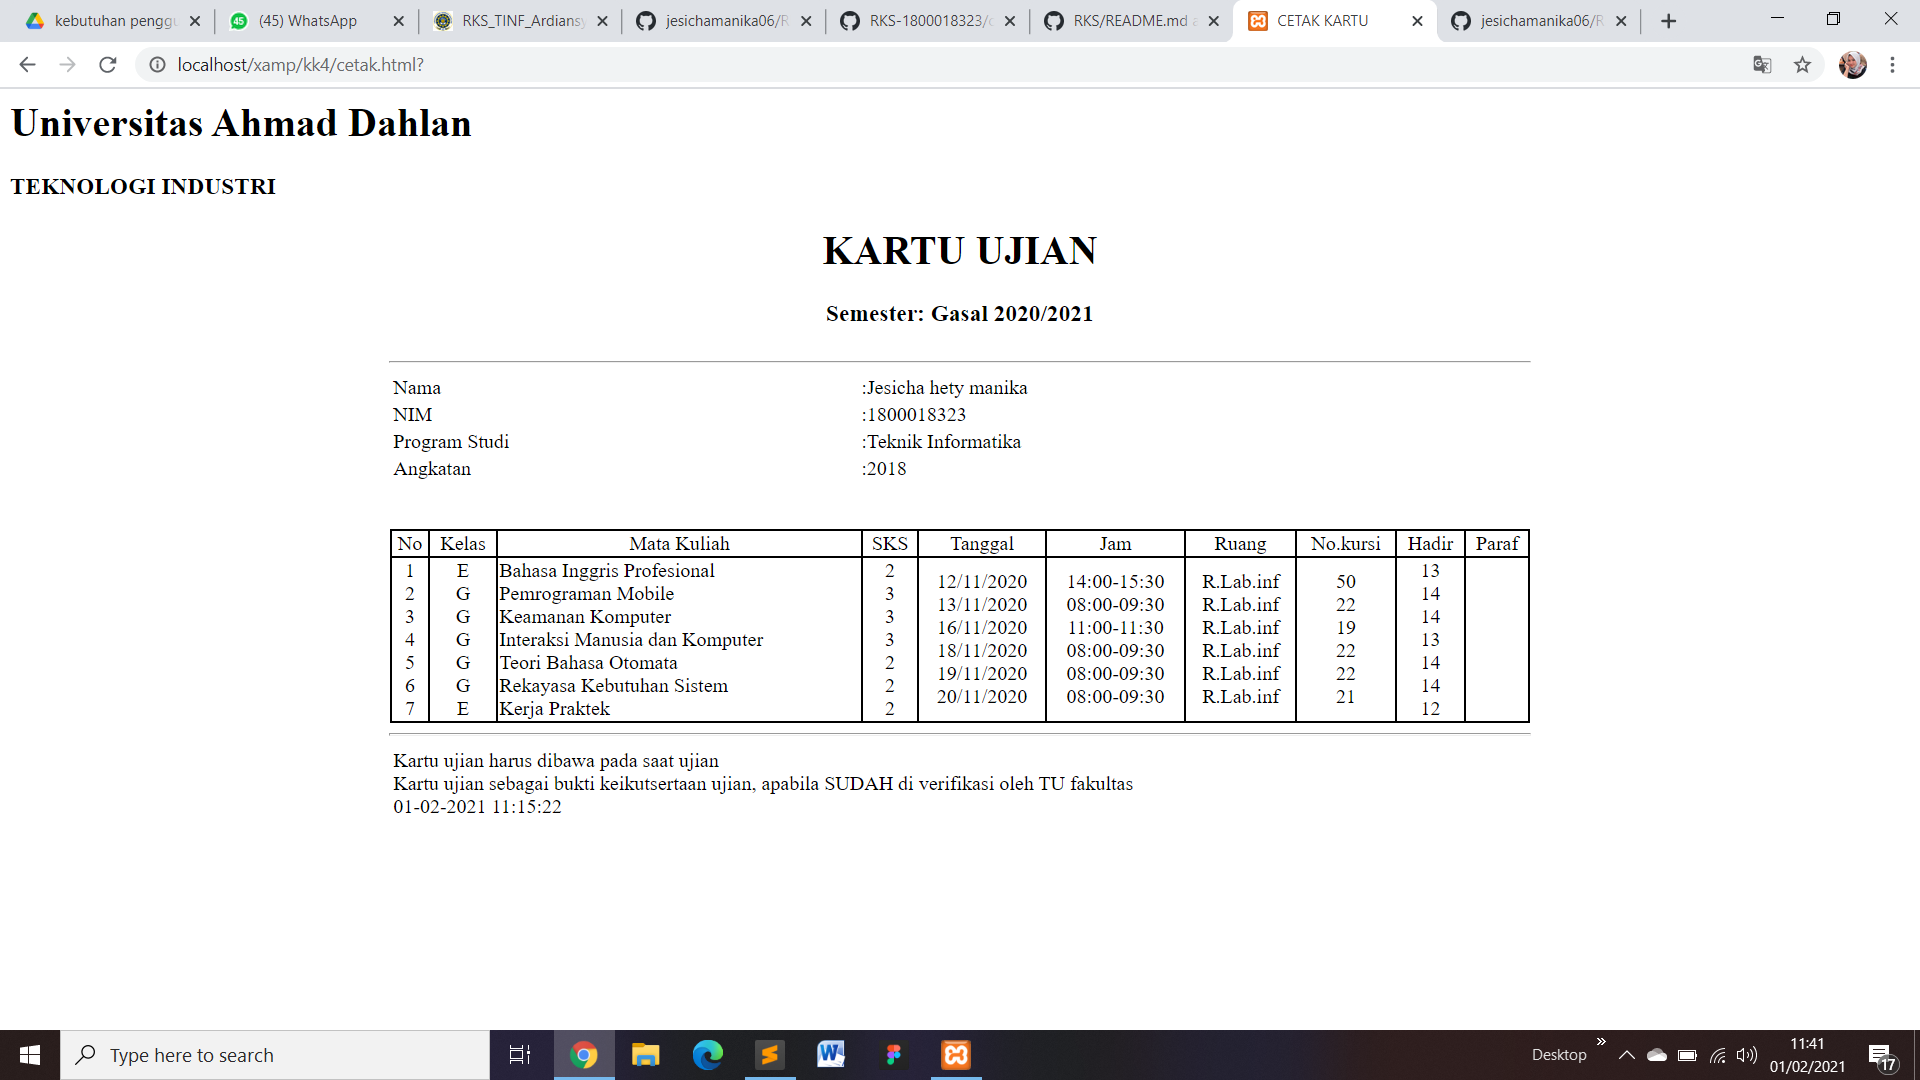 kebutuhan penggu
(45) WhatsApp
RKS_TINF_Ardiansy
jesichamanika06/R
RKS-1800018323/c
RKS/README.md a
CETAK KARTU
jesichamanika06/R
localhost/xamp/kk4/cetak.html?
Universitas Ahmad Dahlan
TEKNOLOGI INDUSTRI
KARTU UJIAN
Semester: Gasal 2020/2021
Nama :Jesicha hety manika
NIM :1800018323
Program Studi :Teknik Informatika
Angkatan :2018
No Kelas Mata Kuliah SKS Tanggal Jam Ruang No.kursi Hadir Paraf
1 E Bahasa Inggris Profesional 2 12/11/2020 14:00-15:30 R.Lab.inf 50 13
2 G Pemrograman Mobile 3 13/11/2020 08:00-09:30 R.Lab.inf 22 14
3 G Keamanan Komputer 3 16/11/2020 11:00-11:30 R.Lab.inf 19 14
4 G Interaksi Manusia dan Komputer 3 18/11/2020 08:00-09:30 R.Lab.inf 22 13
5 G Teori Bahasa Otomata 2 19/11/2020 08:00-09:30 R.Lab.inf 22 14
6 G Rekayasa Kebutuhan Sistem 2 20/11/2020 08:00-09:30 R.Lab.inf 21 14
7 E Kerja Praktek 2 12
Kartu ujian harus dibawa pada saat ujian
Kartu ujian sebagai bukti keikutsertaan ujian, apabila SUDAH di verifikasi oleh TU fakultas
01-02-2021 11:15:22
Type here to search
Desktop
11:41
01/02/2021
17